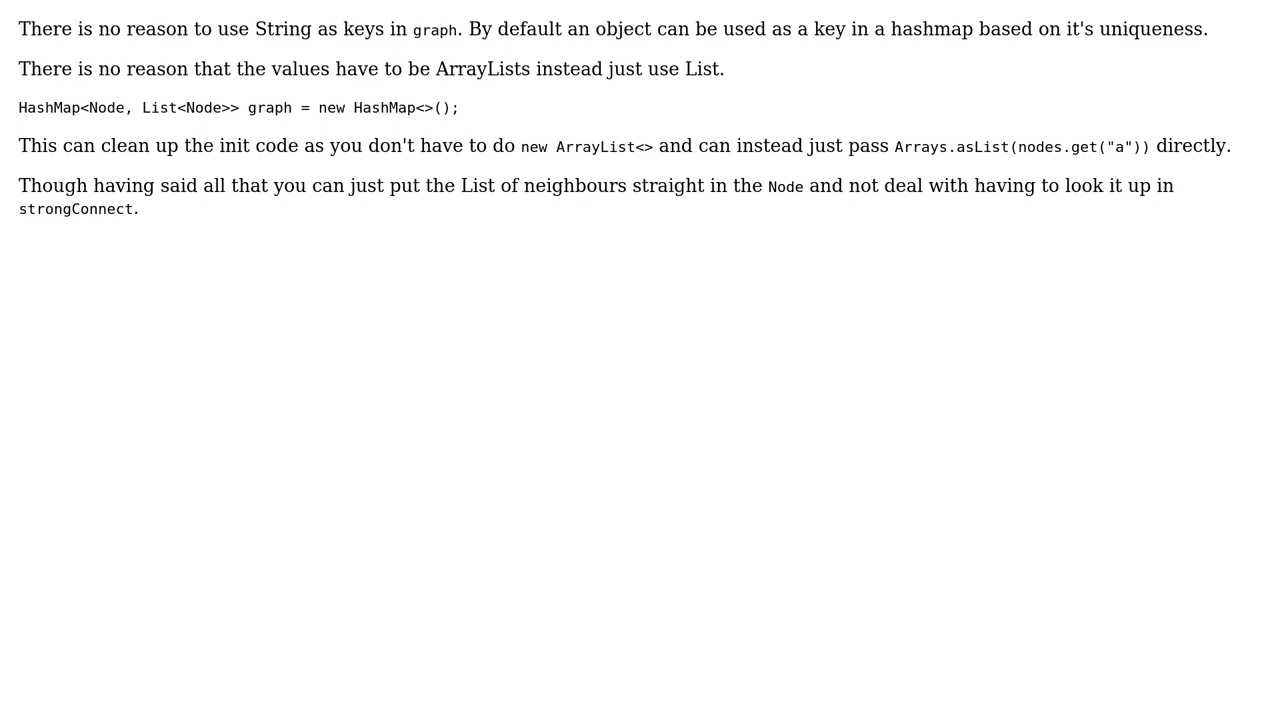 There is no reason to use String as keys in graph. By default an object can be used as a key in a hashmap based on it's uniqueness.
There is no reason that the values have to be ArrayLists instead just use List.
HashMap<Node, List<Node>> graph = new HashMap<>();
This can clean up the init code as you don't have to do new ArrayList<> and can instead just pass Arrays.asList(nodes.get("a")) directly.
Though having said all that you can just put the List of neighbours straight in the Node and not deal with having to look it up in
strongConnect.